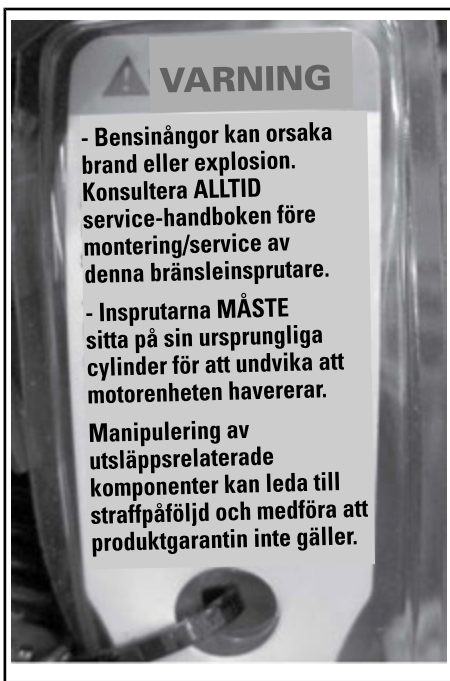 VARNING
- Bensinångor kan orsaka
brand eller explosion.
Konsultera ALLTID
service-handboken före
montering/service av
denna bränsleinsprutare.
- Insprutarna MÅSTE
sitta på sin ursprungliga
cylinder för att undvika att
motorenheten havererar.
Manipulering av
utsläppsrelaterade
komponenter kan leda till
straffpåföljd och medföra att
produktgarantin inte gäller.